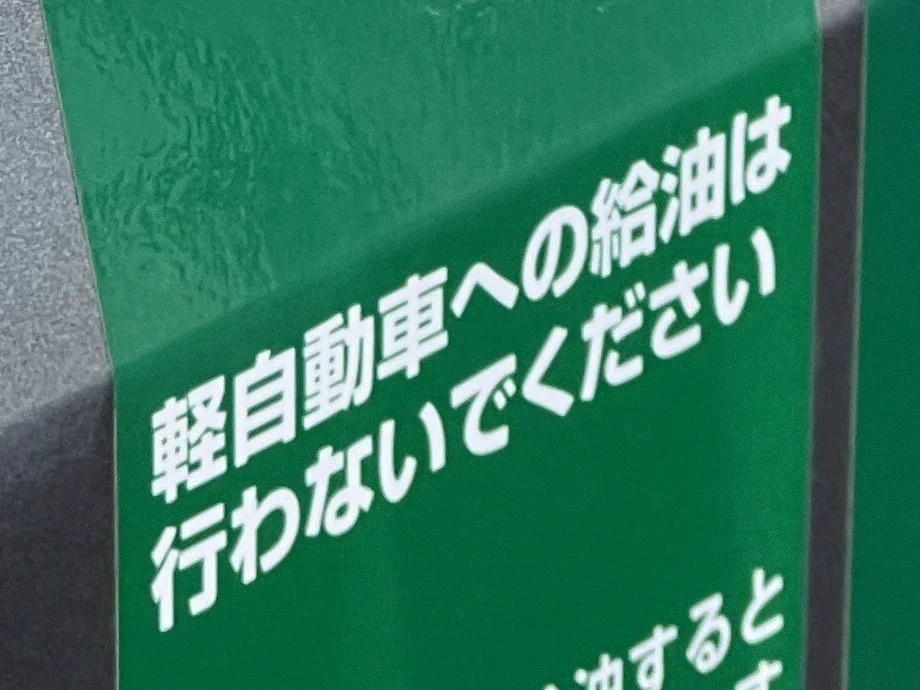 軽自動車への給油は
行わないでください
油すると